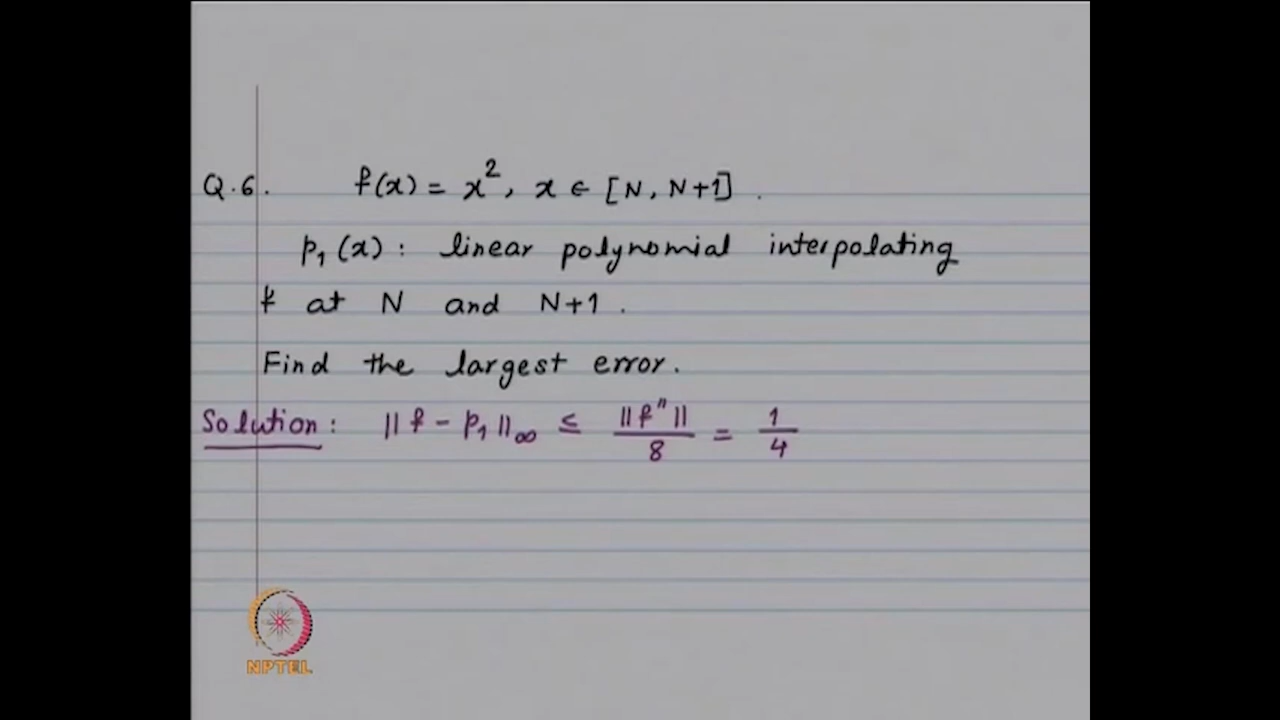 Q.6. f(x) = x², x ∈ [N, N+1].
p₁(x): linear polynomial interpolating
f at N and N+1.
Find the largest error.
Solution: ||f - p₁||∞ ≤ ||f″||/8 = 1/4
NPTEL